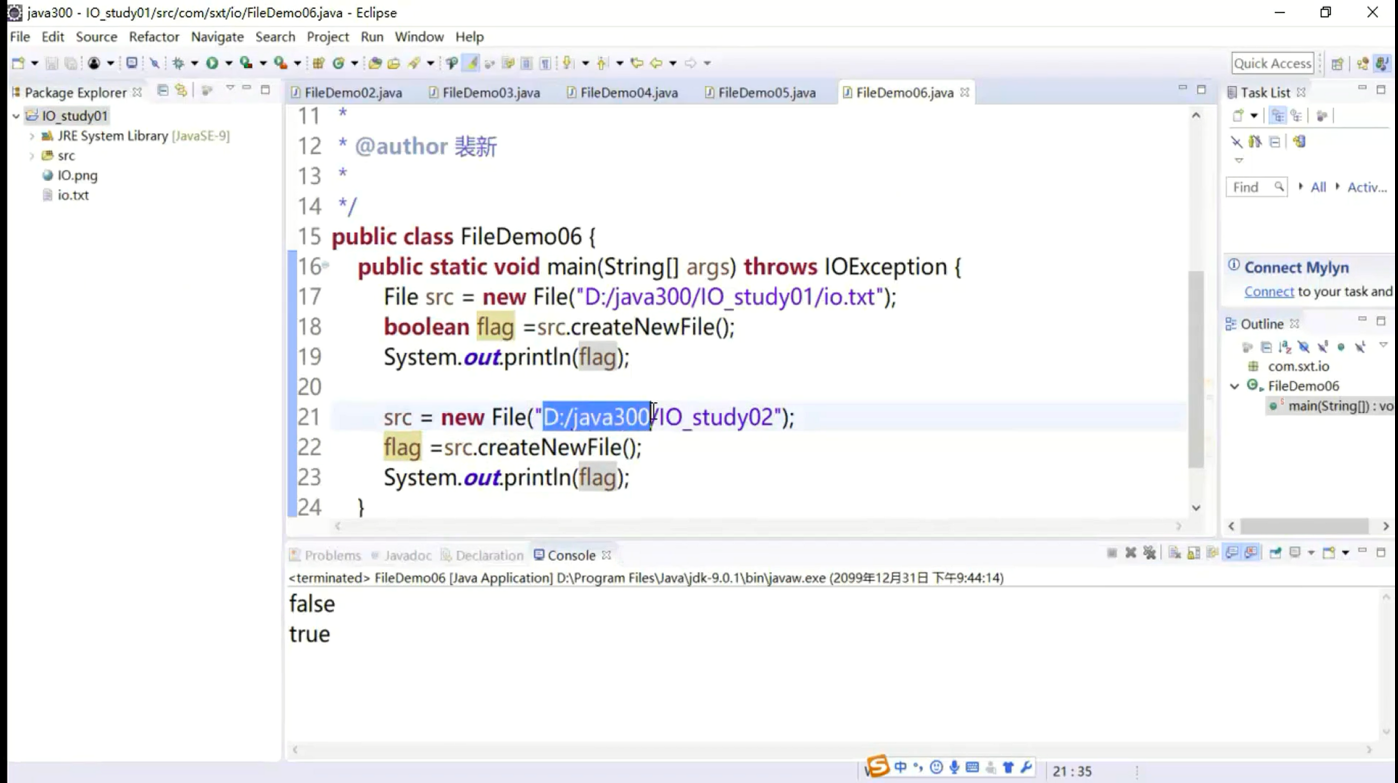 java300 - IO_study01/src/com/sxt/io/FileDemo06.java - Eclipse
File Edit Source Refactor Navigate Search Project Run Window Help
Quick Access
Package Explorer
IO_study01
JRE System Library [JavaSE-9]
src
IO.png
io.txt
FileDemo02.java FileDemo03.java FileDemo04.java FileDemo05.java FileDemo06.java
11 *
12 * @author 裴新
13 *
14 */
15 public class FileDemo06 {
16 public static void main(String[] args) throws IOException {
17 File src = new File("D:/java300/IO_study01/io.txt");
18 boolean flag =src.createNewFile();
19 System.out.println(flag);
20
21 src = new File("D:/java300/IO_study02");
22 flag =src.createNewFile();
23 System.out.println(flag);
24 }
Task List
Find All Activ...
Connect Mylyn
Connect to your task and
Outline
com.sxt.io
FileDemo06
main(String[]) : vo
Problems Javadoc Declaration Console
<terminated> FileDemo06 [Java Application] D:\Program Files\Java\jdk-9.0.1\bin\javaw.exe (2099年12月31日 下午9:44:14)
false
true
中
21 : 35